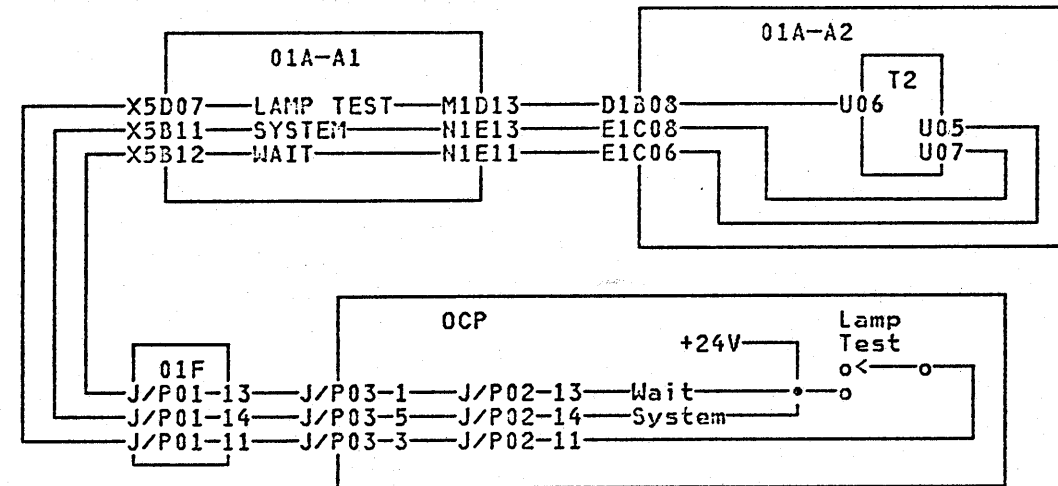 01A-A2
01A-A1
T2
X5D07 LAMP TEST M1D13 D1B08 U06
X5B11 SYSTEM N1E13 E1C08 U05
X5B12 WAIT N1E11 E1C06 U07
OCP Lamp
+24V Test
01F
J/P01-13 J/P03-1 J/P02-13 Wait
J/P01-14 J/P03-5 J/P02-14 System
J/P01-11 J/P03-3 J/P02-11